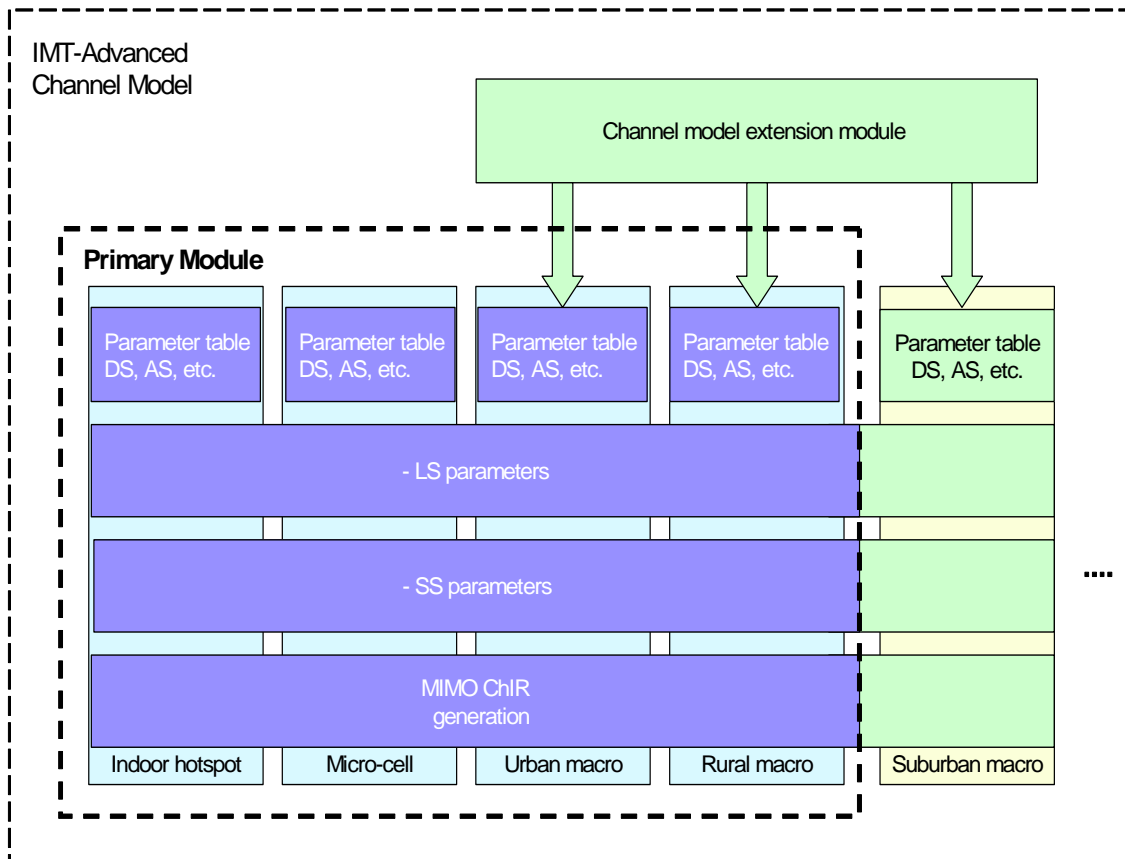 IMT-Advanced
Channel Model
Channel model extension module
Primary Module
Parameter table
DS, AS, etc.
Parameter table
DS, AS, etc.
Parameter table
DS, AS, etc.
Parameter table
DS, AS, etc.
Parameter table
DS, AS, etc.
- LS parameters
- SS parameters
....
MIMO ChIR
generation
Indoor hotspot
Micro-cell
Urban macro
Rural macro
Suburban macro